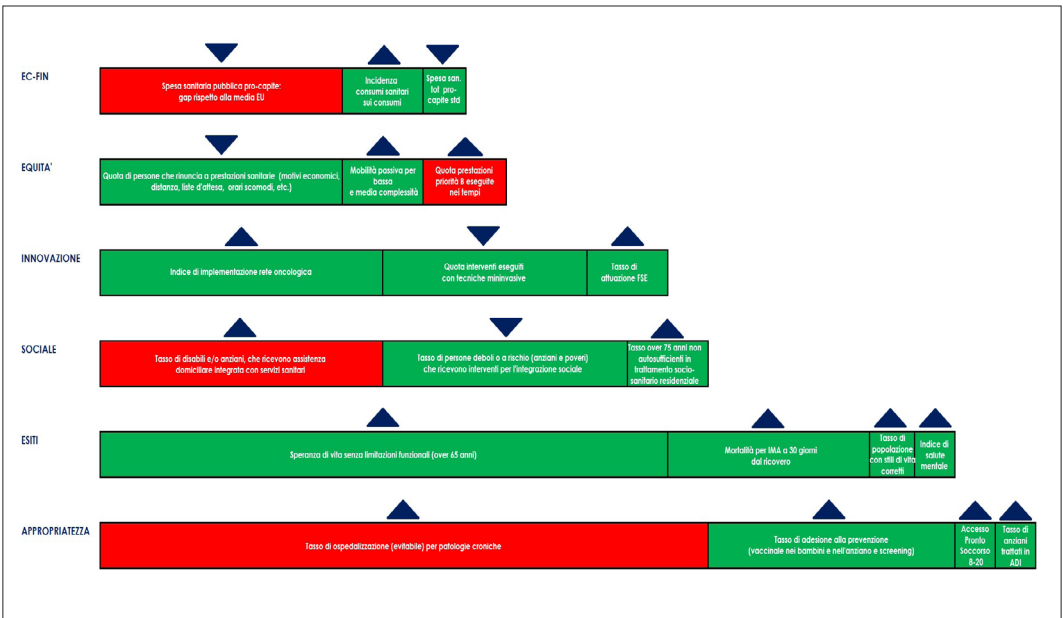 EC-FIN
Spesa sanitaria pubblica pro-capite:
gap rispetto alla media EU
Incidenza
consumi sanitari
sui consumi
Spesa san.
tot pro-
capite std
EQUITA'
Quota di persone che rinuncia a prestazioni sanitarie (motivi economici,
distanza, liste d'attesa, orari scomodi, etc.)
Mobilità passiva per
bassa
e media complessità
Quota prestazioni
priorità B eseguite
nei tempi
INNOVAZIONE
Indice di implementazione rete oncologica
Quota interventi eseguiti
con tecniche mininvasive
Tasso di
attuazione FSE
SOCIALE
Tasso di disabili e/o anziani, che ricevono assistenza
domiciliare integrata con servizi sanitari
Tasso di persone deboli o a rischio (anziani e poveri)
che ricevono interventi per l'integrazione sociale
Tasso over 75 anni non
autosufficienti in
trattamento socio-
sanitario residenziale
ESITI
Speranza di vita senza limitazioni funzionali (over 65 anni)
Mortalità per IMA a 30 giorni
dal ricovero
Tasso di
popolazione
con stili di vita
corretti
Indice di
salute
mentale
APPROPRIATEZZA
Tasso di ospedalizzazione (evitabile) per patologie croniche
Tasso di adesione alla prevenzione
(vaccinale nei bambini e nell'anziano e screening)
Accesso
Pronto
Soccorso
8-20
Tasso di
anziani
trattati in
ADI